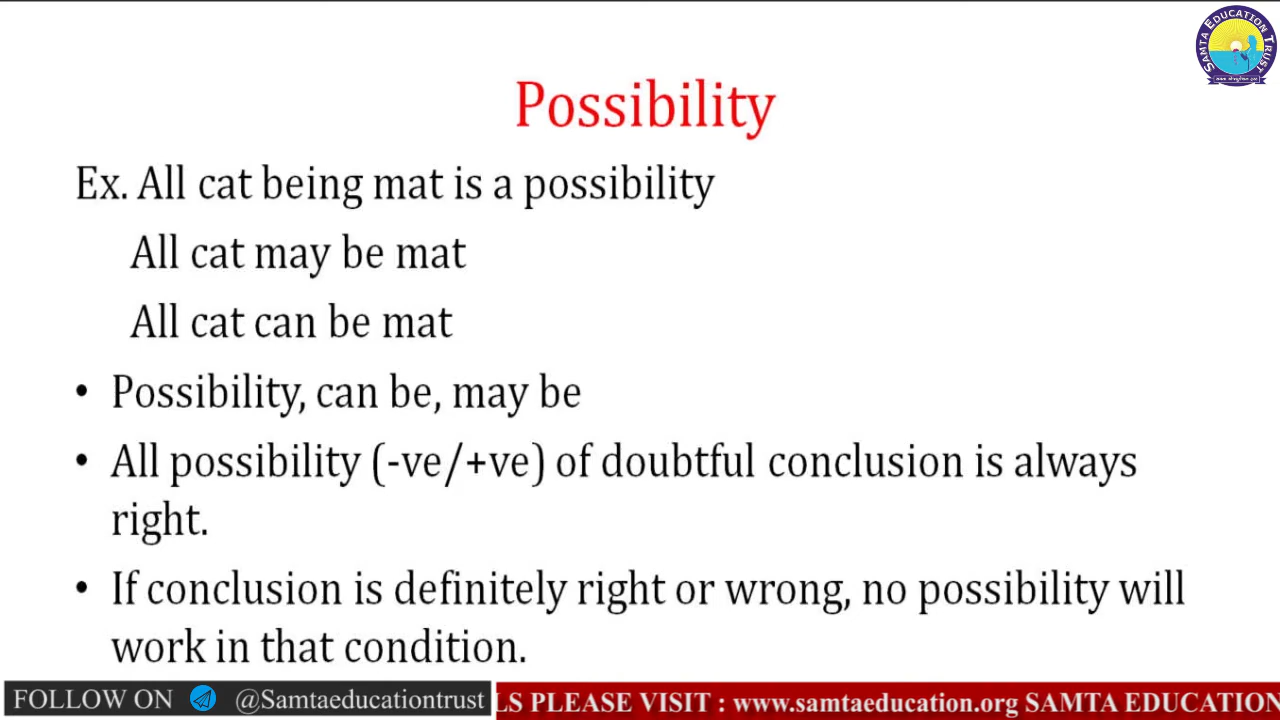 SAMTA EDUCATION TRUST
Possibility
Ex. All cat being mat is a possibility
All cat may be mat
All cat can be mat
• Possibility, can be, may be
• All possibility (-ve/+ve) of doubtful conclusion is always
right.
• If conclusion is definitely right or wrong, no possibility will
work in that condition.
FOLLOW ON @Samtaeducationtrust
LS PLEASE VISIT : www.samtaeducation.org SAMTA EDUCATION